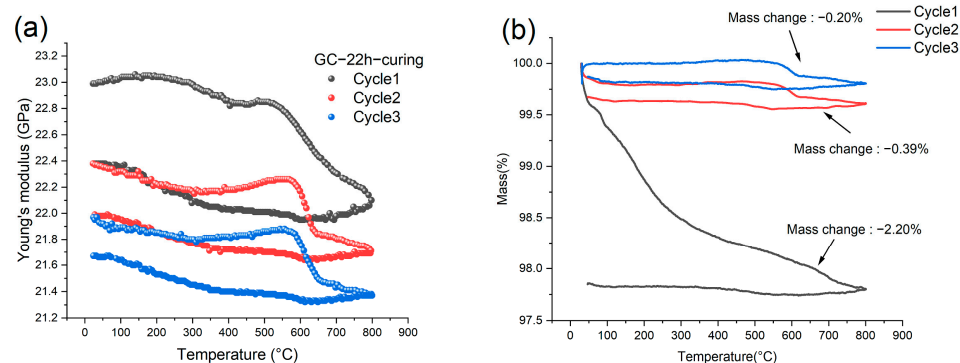 (a)
GC−22h−curing
Cycle1
Cycle2
Cycle3
Young's modulus (GPa)
23.2
23.0
22.8
22.6
22.4
22.2
22.0
21.8
21.6
21.4
21.2
0 100 200 300 400 500 600 700 800 900
Temperature (°C)
(b)
Cycle1
Cycle2
Cycle3
Mass change : −0.20%
Mass change : −0.39%
Mass change : −2.20%
Mass(%)
100.0
99.5
99.0
98.5
98.0
97.5
0 100 200 300 400 500 600 700 800 900
Temperature(°C)